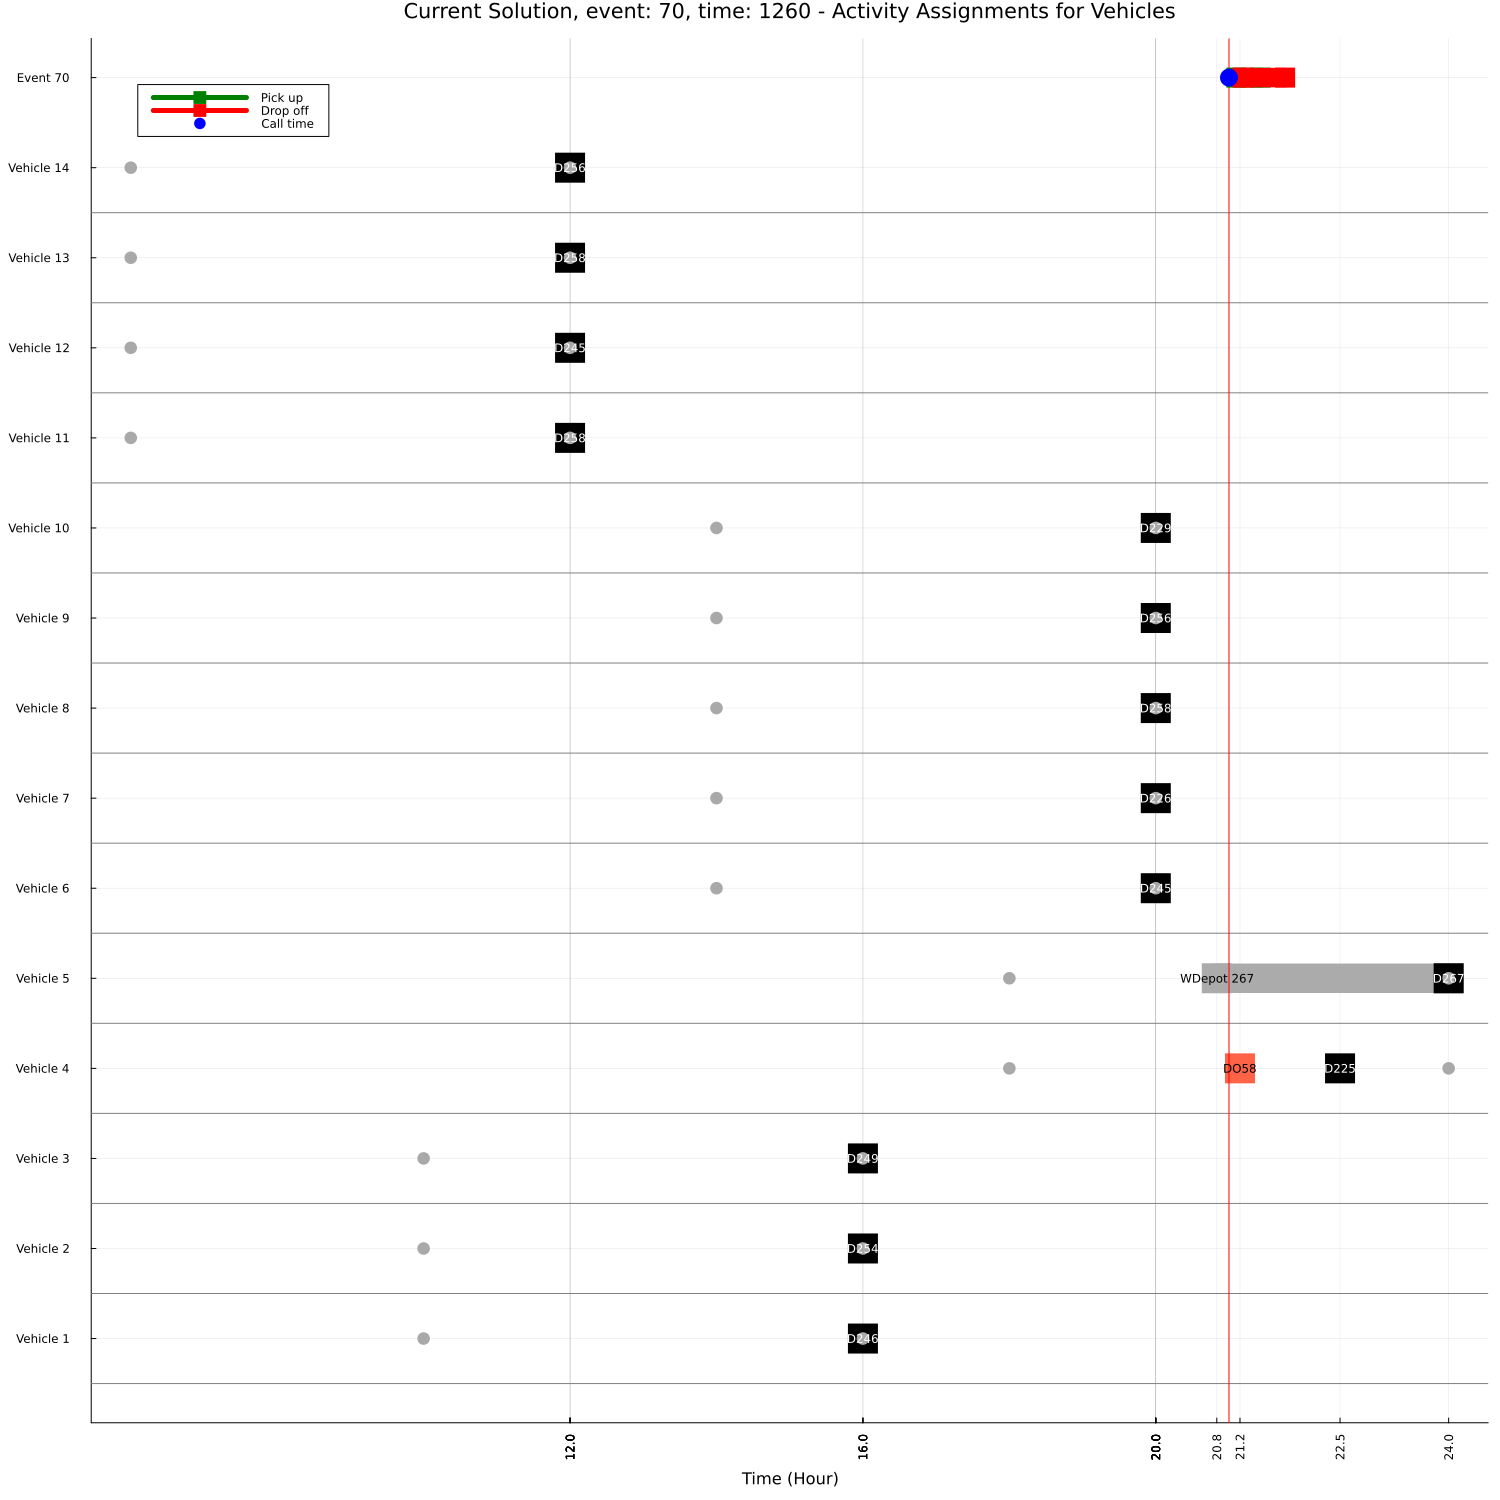 Current Solution, event: 70, time: 1260 - Activity Assignments for Vehicles
Event 70
Pick up
Drop off
Call time
Vehicle 14
D256
Vehicle 13
D258
Vehicle 12
D245
Vehicle 11
D258
Vehicle 10
D229
Vehicle 9
D256
Vehicle 8
D258
Vehicle 7
D226
Vehicle 6
D245
Vehicle 5
WDepot 267
D267
Vehicle 4
DO58
D225
Vehicle 3
D249
Vehicle 2
D254
Vehicle 1
D246
12.0
16.0
20.0
20.8
21.2
22.5
24.0
Time (Hour)